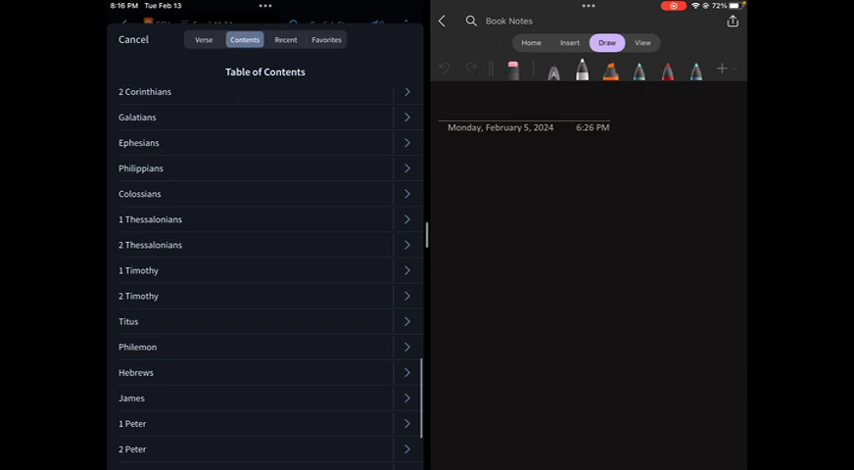 8:16 PM Tue Feb 13
72%
Cancel
Verse
Contents
Recent
Favorites
Table of Contents
2 Corinthians
Galatians
Ephesians
Philippians
Colossians
1 Thessalonians
2 Thessalonians
1 Timothy
2 Timothy
Titus
Philemon
Hebrews
James
1 Peter
2 Peter
Book Notes
Home
Insert
Draw
View
A
Monday, February 5, 2024 6:26 PM